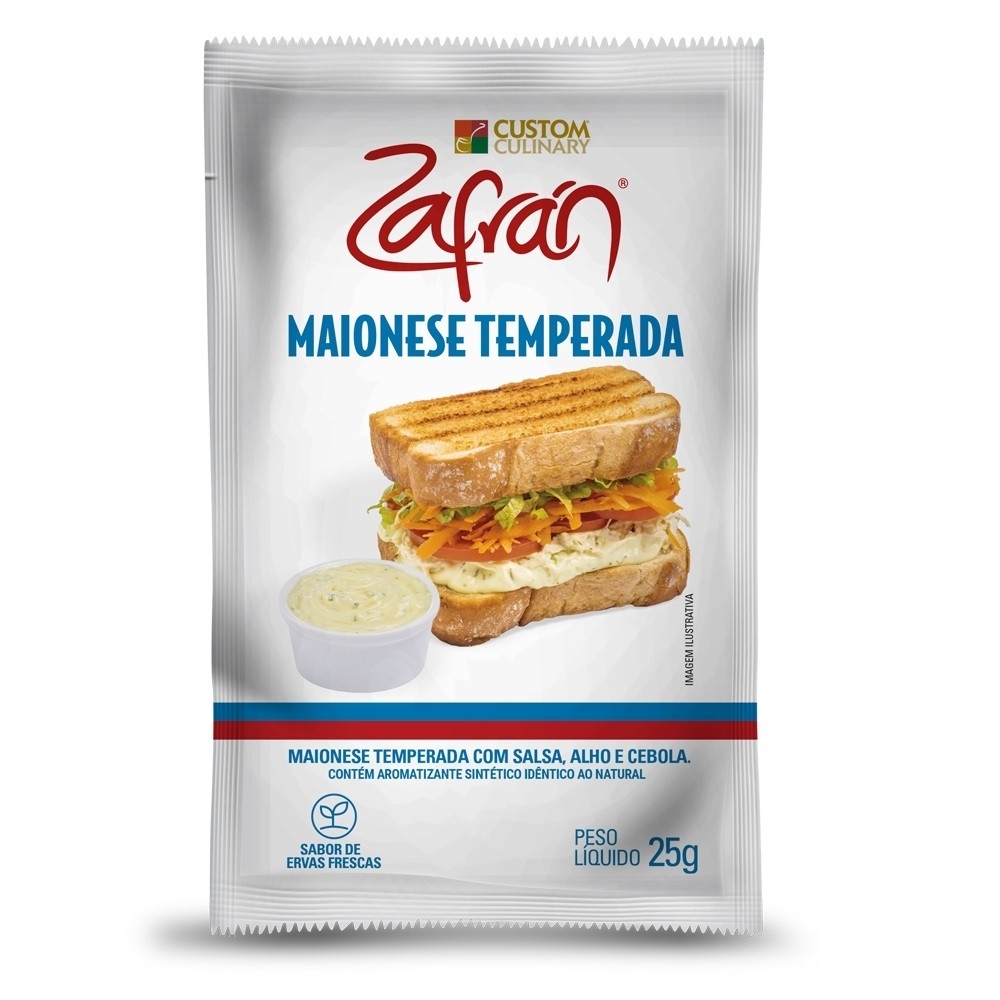 CUSTOM
CULINARY
Zafrán®
MAIONESE TEMPERADA
IMAGEM ILUSTRATIVA
MAIONESE TEMPERADA COM SALSA, ALHO E CEBOLA.
CONTÉM AROMATIZANTE SINTÉTICO IDÊNTICO AO NATURAL
SABOR DE
ERVAS FRESCAS
PESO
LÍQUIDO 25g